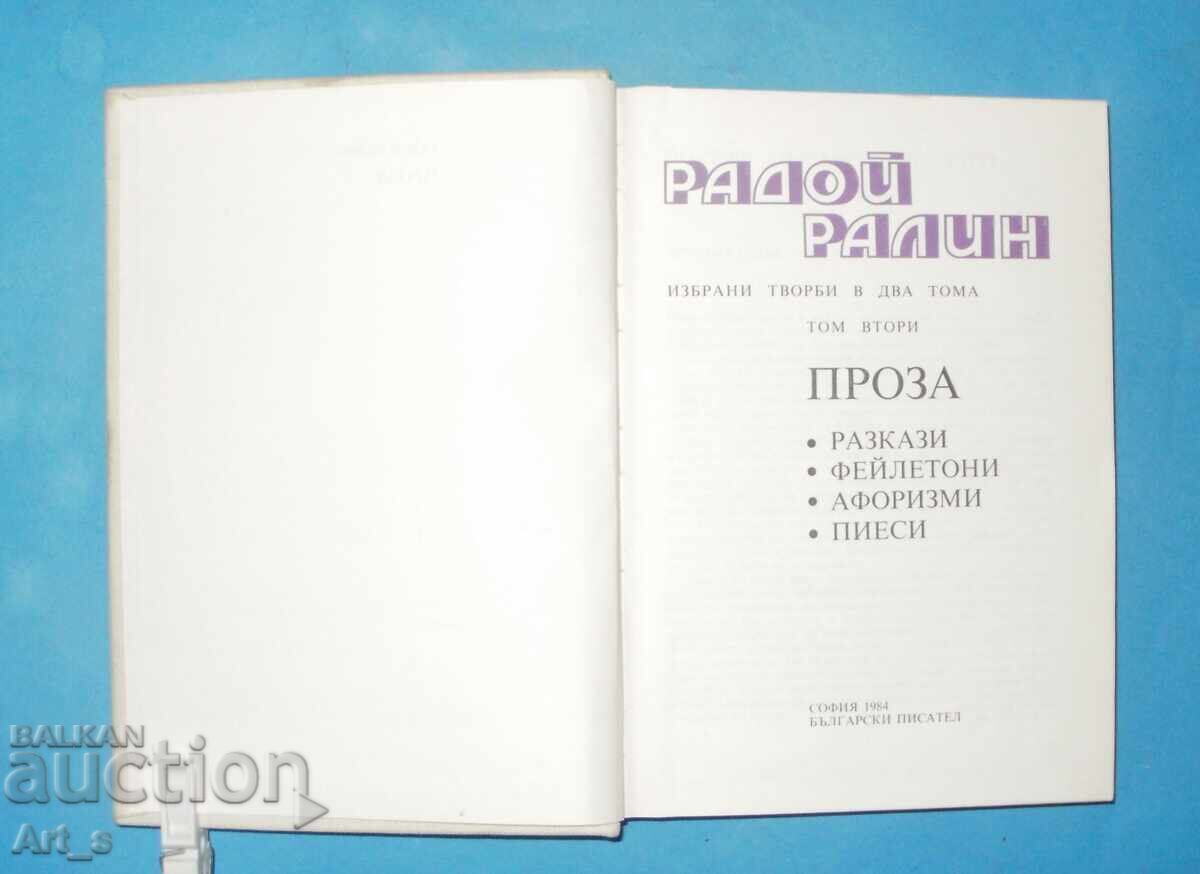 РАДОЙ
РАЛИН
ИЗБРАНИ ТВОРБИ В ДВА ТОМА
ТОМ ВТОРИ
ПРОЗА
• РАЗКАЗИ
• ФЕЙЛЕТОНИ
• АФОРИЗМИ
• ПИЕСИ
СОФИЯ 1984
БЪЛГАРСКИ ПИСАТЕЛ
BALKAN
auction
Art_s